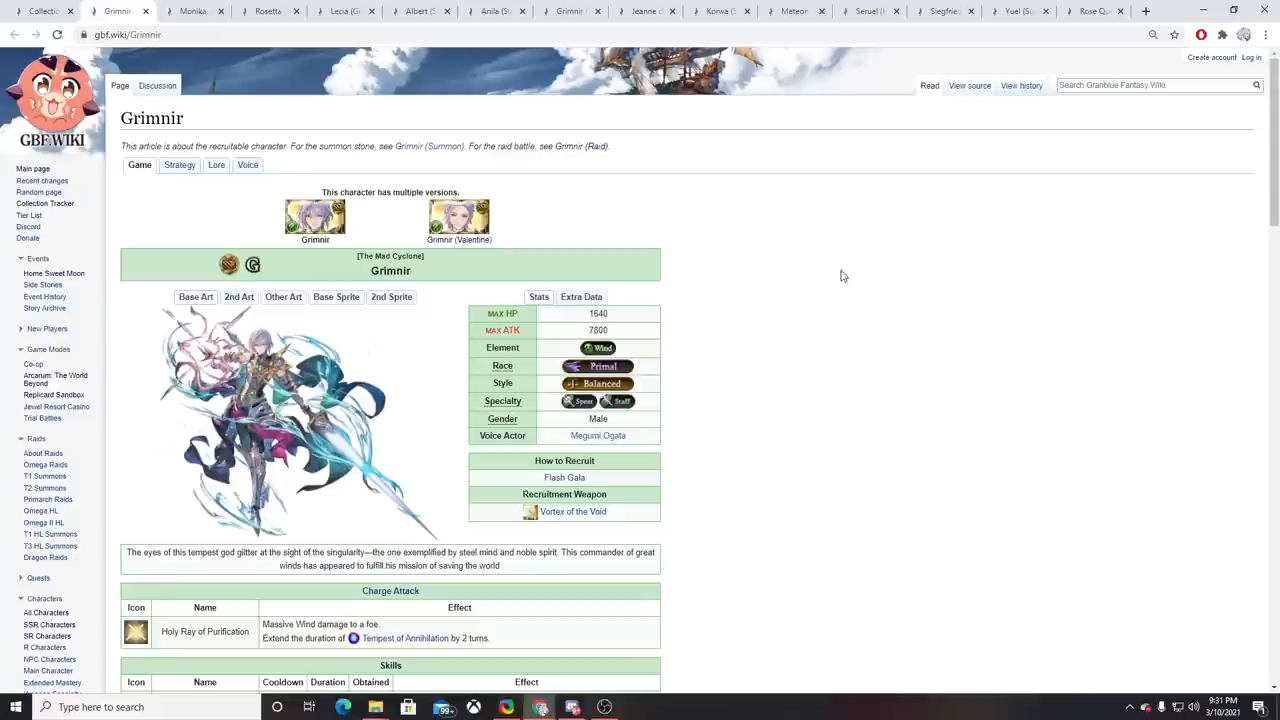 Collectic
Grimnir
Monika
Rosetta
Lecia (G
Albert (S
Anila (Su
Grimnir
Jeanne d
Konwa (S
Meteon
Seruel (H
Siegfried
Yuel (Su
Rose Que
gbf.wiki/Grimnir
Create account Log in
Page Discussion
Read View source View history
Search Granblue Fantasy Wiki
GBF.WIKI
Main page
Recent changes
Random page
Collection Tracker
Tier List
Discord
Donate
Events
Home Sweet Moon
Side Stories
Event History
Story Archive
New Players
Game Modes
Co-op
Arcarum: The World
Beyond
Replicard Sandbox
Jewel Resort Casino
Trial Battles
Raids
About Raids
Omega Raids
T1 Summons
T2 Summons
Primarch Raids
Omega HL
Omega II HL
T1 HL Summons
T3 HL Summons
Dragon Raids
Quests
Characters
All Characters
SSR Characters
SR Characters
R Characters
NPC Characters
Main Character
Extended Mastery
Grimnir
This article is about the recruitable character. For the summon stone, see Grimnir (Summon). For the raid battle, see Grimnir (Raid).
Game Strategy Lore Voice
This character has multiple versions.
Grimnir Grimnir (Valentine)
[The Mad Cyclone]
Grimnir
Base Art 2nd Art Other Art Base Sprite 2nd Sprite
Stats Extra Data
MAX HP 1640
MAX ATK 7800
Element Wind
Race Primal
Style Balanced
Specialty Spear Staff
Gender Male
Voice Actor Megumi Ogata
How to Recruit
Flash Gala
Recruitment Weapon
Vortex of the Void
The eyes of this tempest god glitter at the sight of the singularity—the one exemplified by steel mind and noble spirit. This commander of great
winds has appeared to fulfill his mission of saving the world
Charge Attack
Icon Name Effect
Holy Ray of Purification
Massive Wind damage to a foe.
Extend the duration of Tempest of Annihilation by 2 turns.
Skills
Icon Name Cooldown Duration Obtained Effect
Type here to search
99+
9:31 PM
3/10/2021